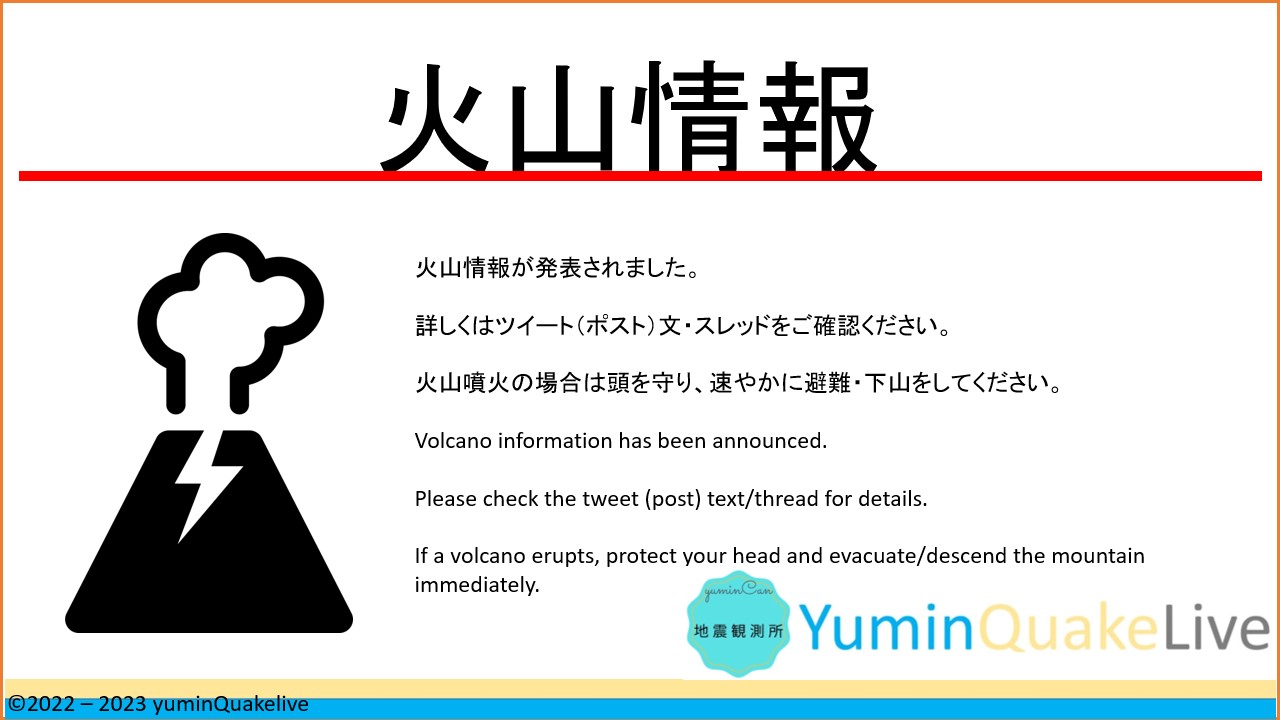 火山情報
火山情報が発表されました。
詳しくはツイート(ポスト)文・スレッドをご確認ください。
火山噴火の場合は頭を守り、速やかに避難・下山をしてください。
Volcano information has been announced.
Please check the tweet (post) text/thread for details.
If a volcano erupts, protect your head and evacuate/descend the mountain
immediately.
yuminCan
地震観測所
YuminQuakeLive
©2022 – 2023 yuminQuakelive